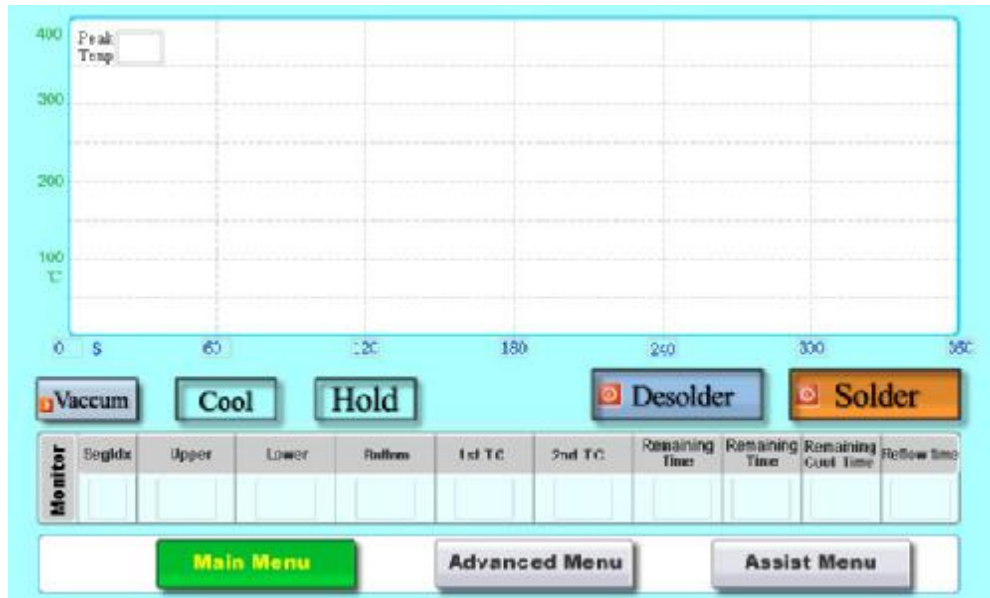 400
Peak
Temp
300
200
100
℃
0 S 60 120 180 240 300 360
Vaccum Cool Hold Desolder Solder
Monitor
SegIdx Upper Lower Bottom 1st TC 2nd TC Remaining Time Remaining Time Remaining Cool Time Reflow time
Main Menu Advanced Menu Assist Menu